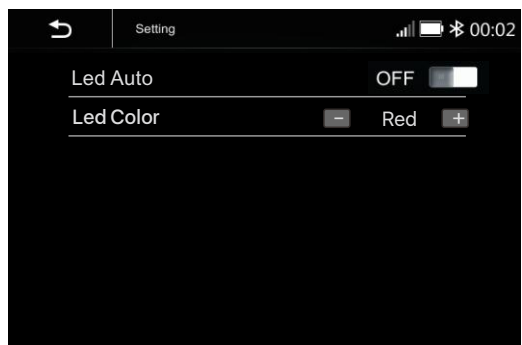 Setting 00:02
Led Auto OFF
Led Color - Red +